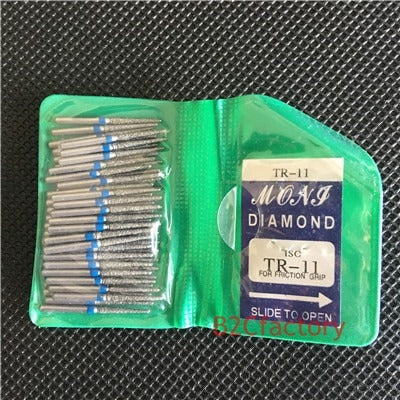 TR-11
MONI
DIAMOND
ISC
TR-11
FOR FRICTION GRIP
SLIDE TO OPEN
B2Cfactory